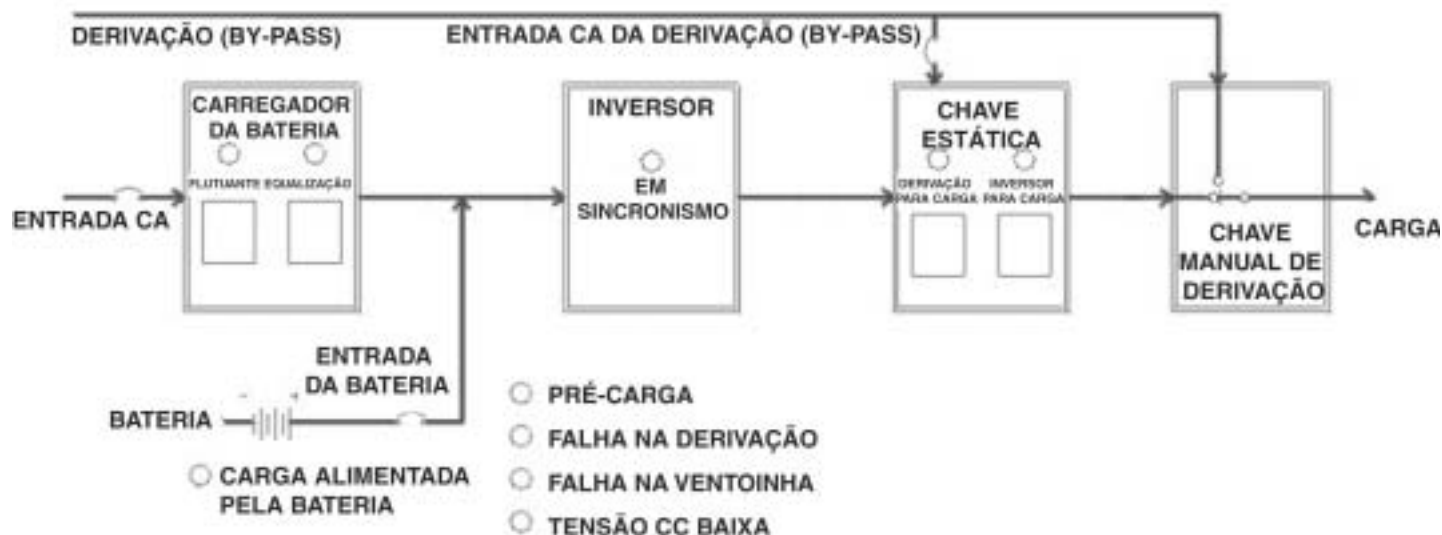 DERIVAÇÃO (BY-PASS)
ENTRADA CA DA DERIVAÇÃO (BY-PASS)
CARREGADOR
DA BATERIA
FLUTUANTE EQUALIZAÇÃO
ENTRADA CA
INVERSOR
EM
SINCRONISMO
CHAVE
ESTÁTICA
DERIVAÇÃO
PARA CARGA
INVERSOR
PARA CARGA
CHAVE
MANUAL DE
DERIVAÇÃO
CARGA
ENTRADA
DA BATERIA
BATERIA
CARGA ALIMENTADA
PELA BATERIA
PRÉ-CARGA
FALHA NA DERIVAÇÃO
FALHA NA VENTOINHA
TENSÃO CC BAIXA